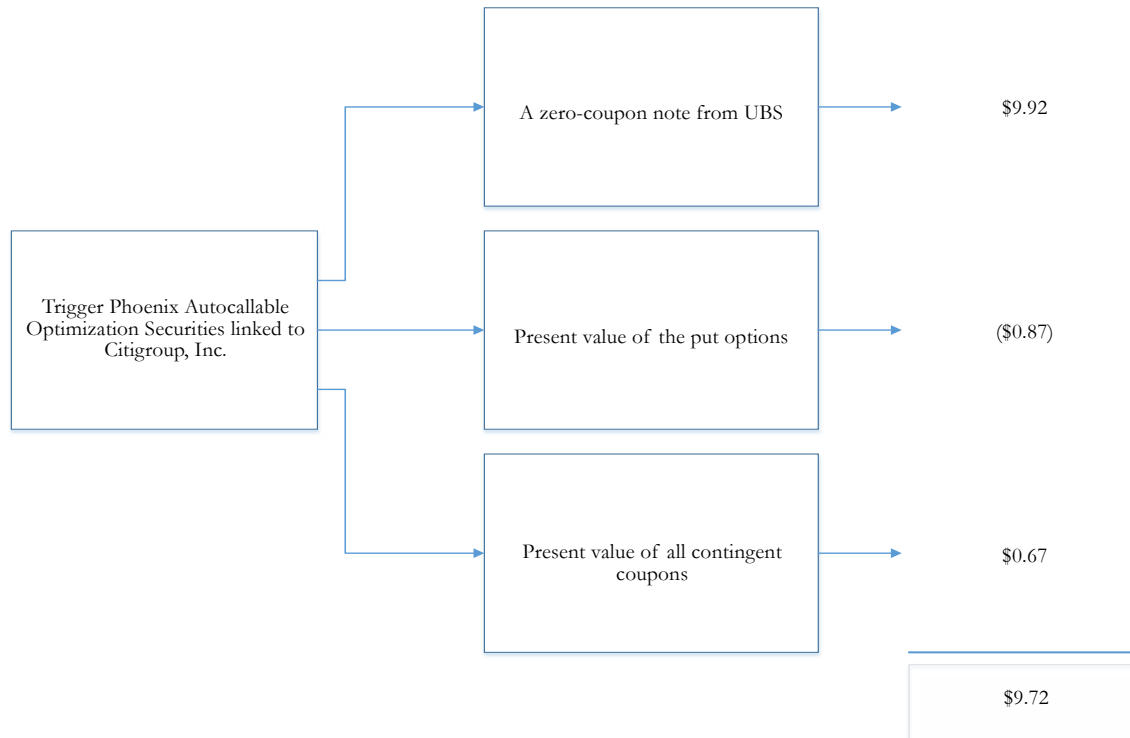 A zero-coupon note from UBS
$9.92
Trigger Phoenix Autocallable
Optimization Securities linked to
Citigroup, Inc.
Present value of the put options
($0.87)
Present value of all contingent
coupons
$0.67
$9.72